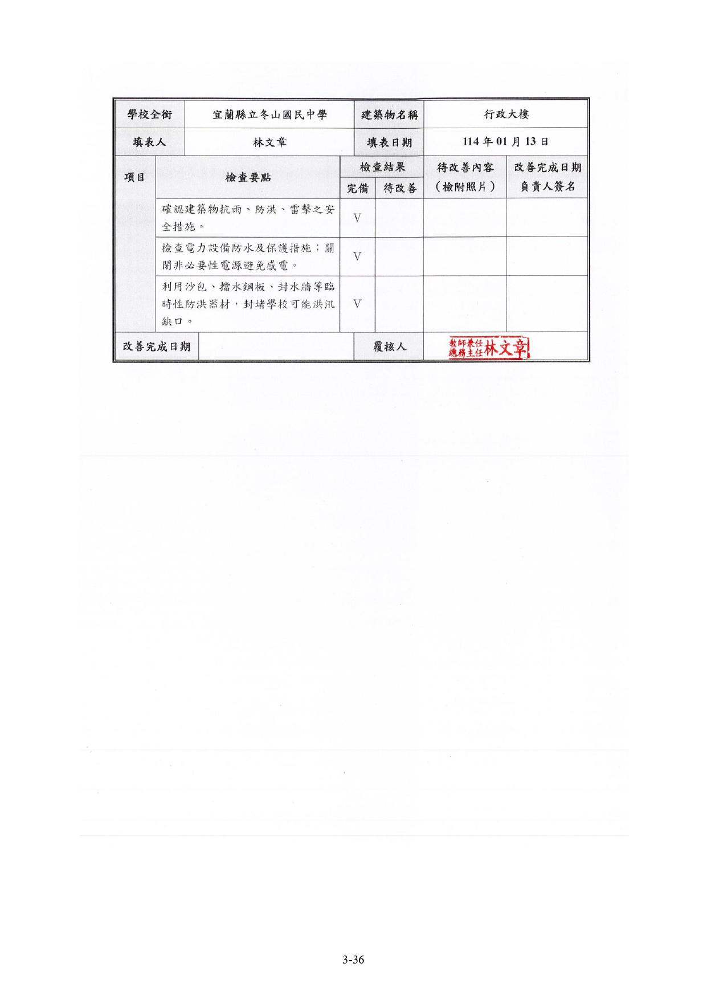 學校全銜 宜蘭縣立冬山國民中學 建築物名稱 行政大樓
填表人 林文章 填表日期 114 年 01 月 13 日
項目 檢查要點 檢查結果 待改善內容 改善完成日期
完備 待改善 （檢附照片） 負責人簽名
確認建築物抗雨、防洪、雷擊之安
全措施。 V
檢查電力設備防水及保護措施；關
閉非必要性電源避免感電。 V
利用沙包、擋水鋼板、封水牆等臨
時性防洪器材，封堵學校可能洪汛 V
缺口。
改善完成日期 覆核人 教師兼任
總務主任 林文章
3-36